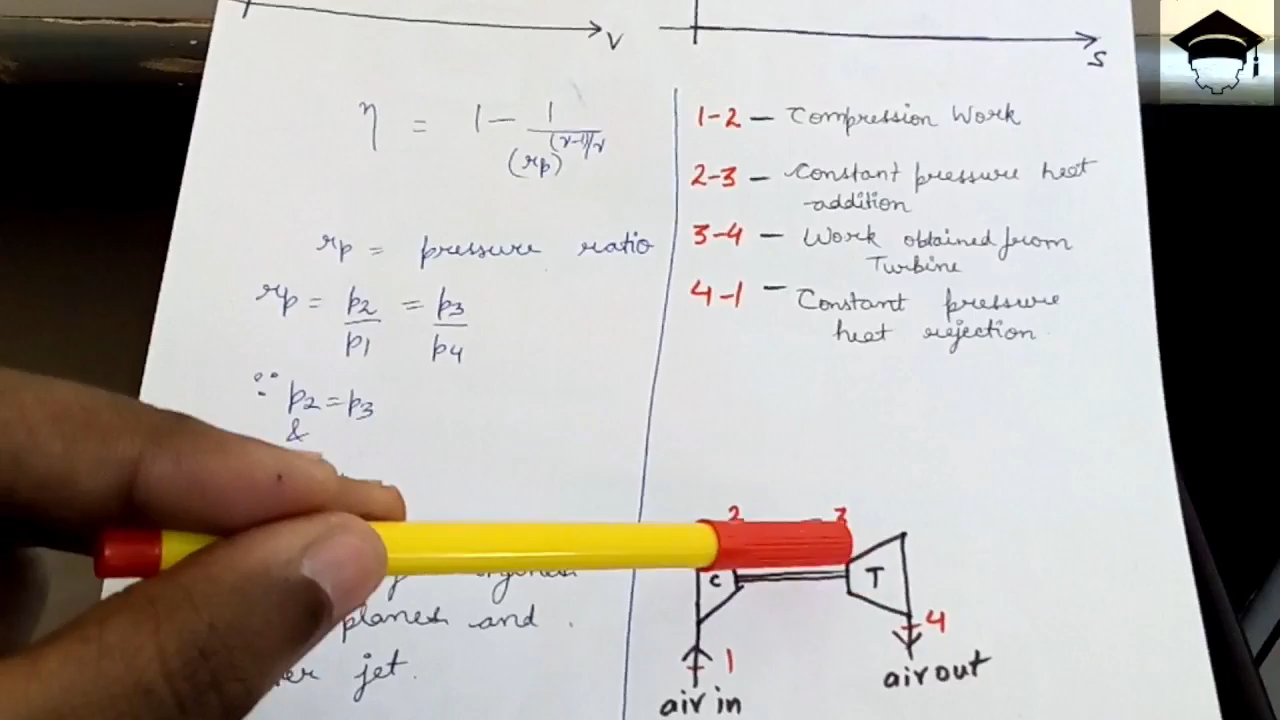 v
s
η = 1 - 1/(rp)^(γ-1)/γ
rp = pressure ratio
rp = p2/p1 = p3/p4
∵ p2 = p3
&
planes and
jet.
1-2 - Compression Work
2-3 - Constant pressure heat
addition
3-4 - Work obtained from
Turbine
4-1 - Constant pressure
heat rejection
2 3
C T
1 4
air in air out